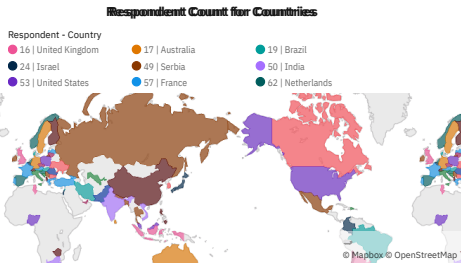 Respondent Count for Countries
Respondent - Country
16 | United Kingdom
17 | Australia
19 | Brazil
24 | Israel
49 | Serbia
50 | India
53 | United States
57 | France
62 | Netherlands
© Mapbox © OpenStreetMap